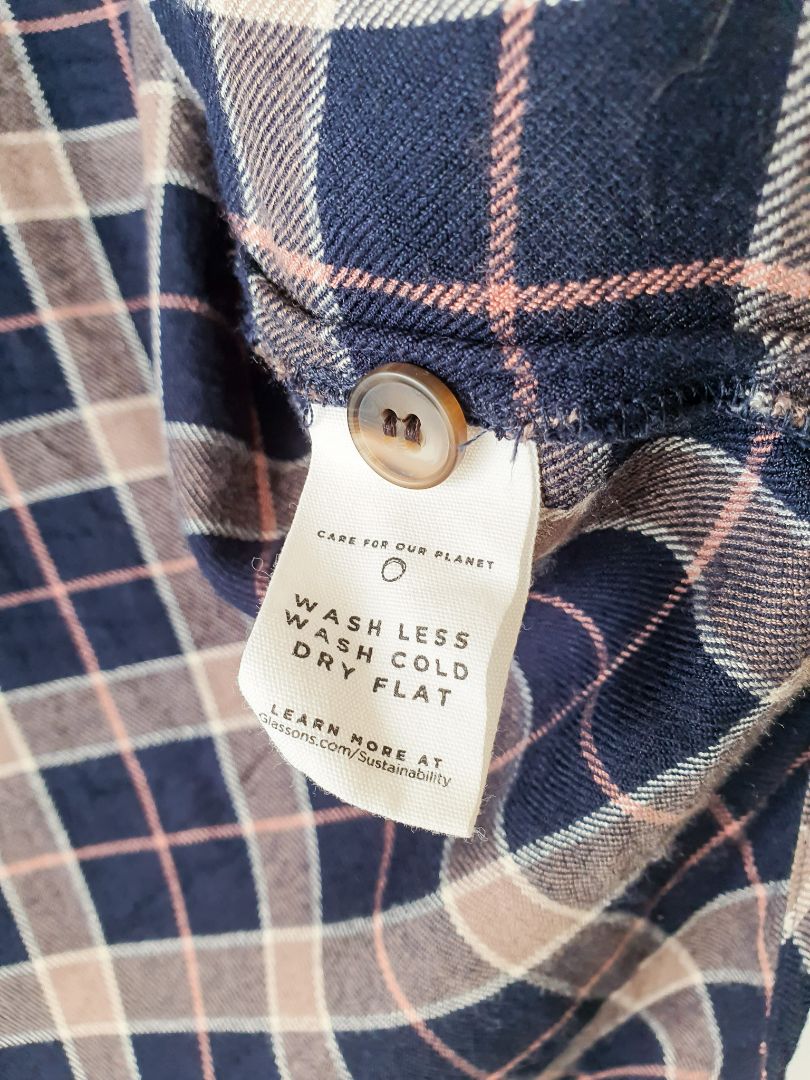 CARE FOR OUR PLANET
WASH LESS
WASH COLD
DRY FLAT
LEARN MORE AT
Glassons.com/Sustainability